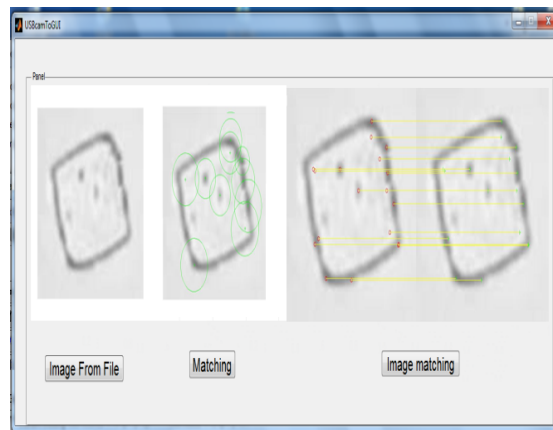 USBcamToGUI
Panel
Image From File
Matching
Image matching